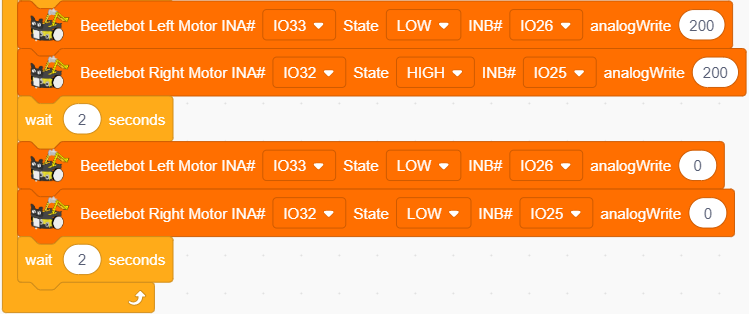 Beetlebot Left Motor INA# IO33 State LOW INB# IO26 analogWrite 200
Beetlebot Right Motor INA# IO32 State HIGH INB# IO25 analogWrite 200
wait 2 seconds
Beetlebot Left Motor INA# IO33 State LOW INB# IO26 analogWrite 0
Beetlebot Right Motor INA# IO32 State LOW INB# IO25 analogWrite 0
wait 2 seconds